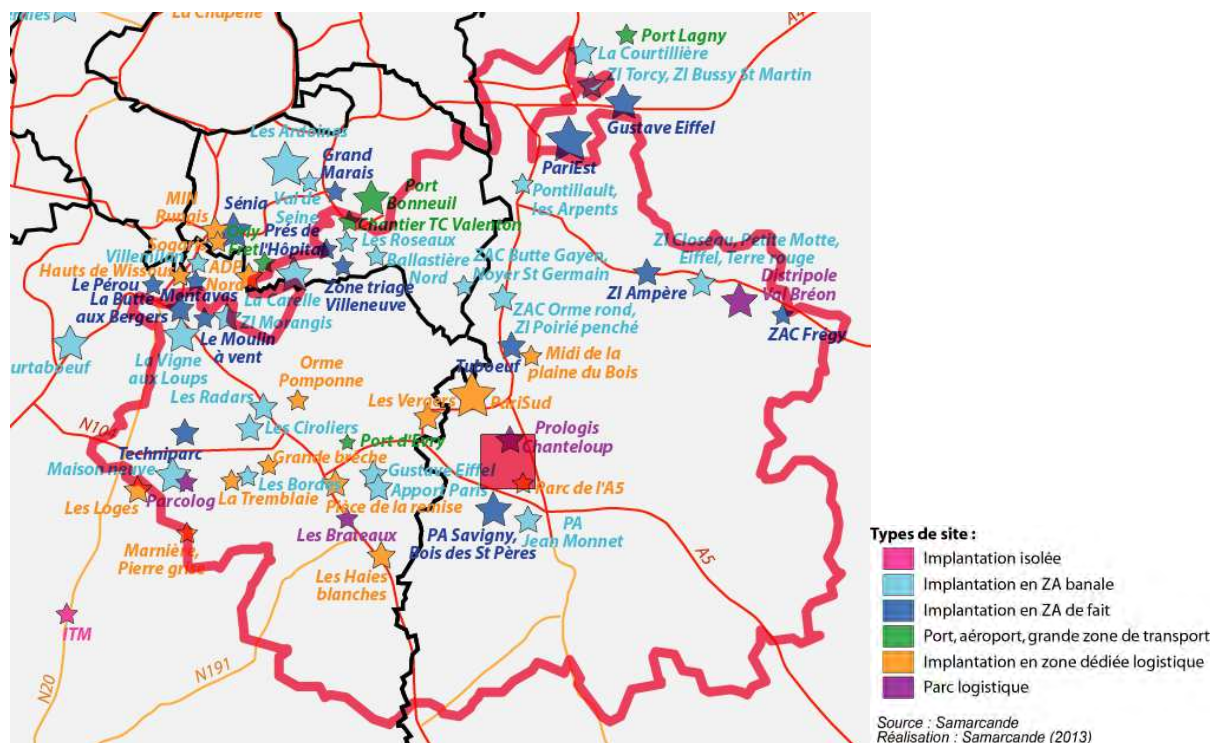 La Chapelle
A4
Port Lagny
La Courtillière
ZI Torcy, ZI Bussy St Martin
Gustave Eiffel
Les Ardoines
Grand
Marais
PariEst
Port
Bonneuil
Pontillault,
les Arpents
MIN
Rungis
Sénia
Val de
Seine
Chantier TC Valenton
Prés de
l'Hôpital
Les Roseaux
Ballastière
Nord
ZAC Butte Gayen,
Noyer St Germain
ZI Closeau, Petite Motte,
Eiffel, Terre rouge
Villemilan
Hauts de Wissous
ADP
Nord
Le Pérou
Mentavas
La Butte
aux Bergers
La Carelle
Zone triage
Villeneuve
ZI Ampère
Distripole
Val Bréon
ZI Morangis
ZAC Orme rond,
ZI Poirié penché
ZAC Frégy
Le Moulin
à vent
urtaboeuf
La Vigne
aux Loups
Orme
Pomponne
Tuboeuf
Midi de la
plaine du Bois
Les Radars
Les Vergers
PariSud
N104
Les Ciroliers
Port d'Evry
Prologis
Chanteloup
Techniparc
Maison neuve
Grande brèche
Gustave Eiffel
Les Bordes
Apport Paris
Parc de l'A5
Parcolog
La Tremblaie
Les Loges
Pièce de la remise
Les Brateaux
PA Savigny,
Bois des St Pères
PA
Jean Monnet
A5
Marnière,
Pierre grise
Les Haies
blanches
ITM
N191
N20
Types de site :
Implantation isolée
Implantation en ZA banale
Implantation en ZA de fait
Port, aéroport, grande zone de transport
Implantation en zone dédiée logistique
Parc logistique
Source : Samarcande
Réalisation : Samarcande (2013)